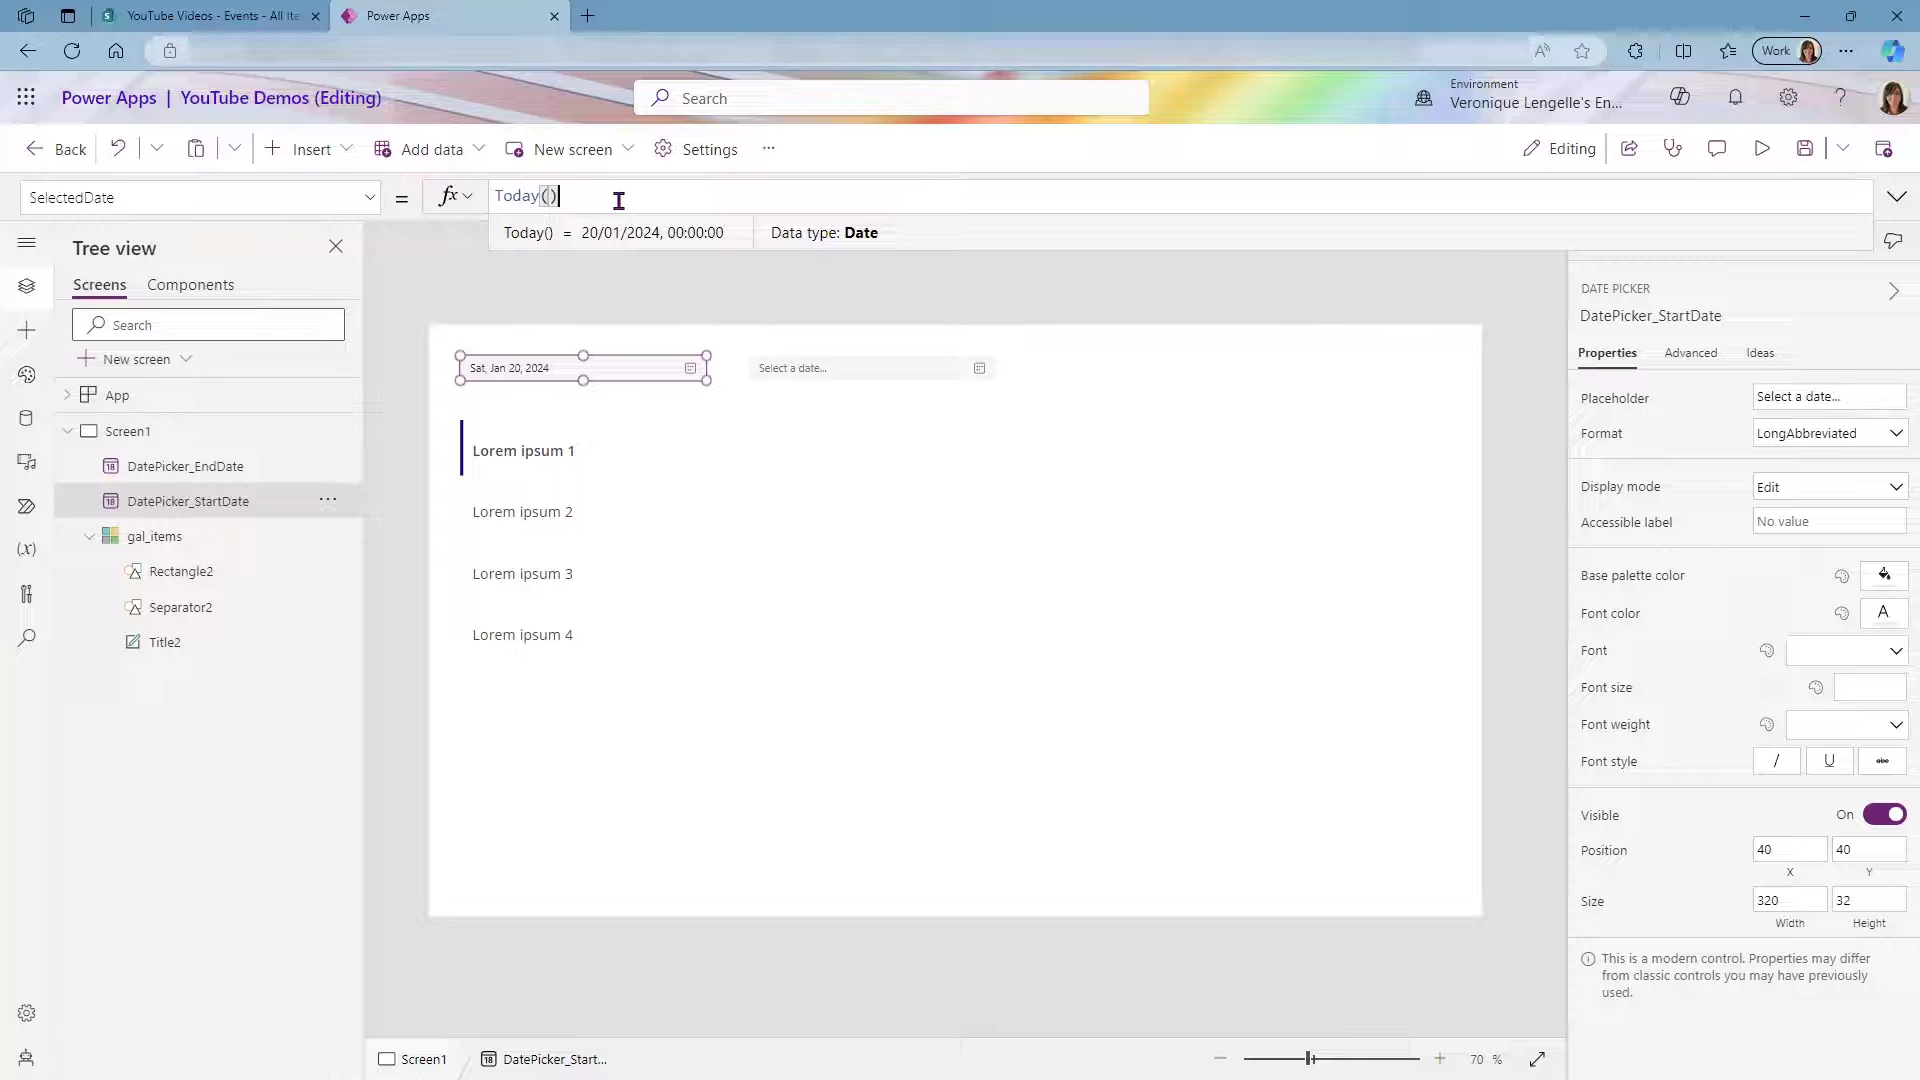 YouTube Videos - Events - All Ite
Power Apps
Work
Power Apps | YouTube Demos (Editing)
Search
Environment
Veronique Lengelle's En...
Back
Insert
Add data
New screen
Settings
Editing
SelectedDate
=
fx
Today()
Today() = 20/01/2024, 00:00:00
Data type: Date
Tree view
Screens
Components
Search
New screen
App
Screen1
DatePicker_EndDate
DatePicker_StartDate
gal_items
Rectangle2
Separator2
Title2
Sat, Jan 20, 2024
Select a date...
Lorem ipsum 1
Lorem ipsum 2
Lorem ipsum 3
Lorem ipsum 4
DATE PICKER
DatePicker_StartDate
Properties
Advanced
Ideas
Placeholder
Select a date...
Format
LongAbbreviated
Display mode
Edit
Accessible label
No value
Base palette color
Font color
A
Font
Font size
Font weight
Font style
/
U
abc
Visible
On
Position
40
40
X
Y
Size
320
32
Width
Height
This is a modern control. Properties may differ
from classic controls you may have previously
used.
Screen1
DatePicker_Start...
70 %